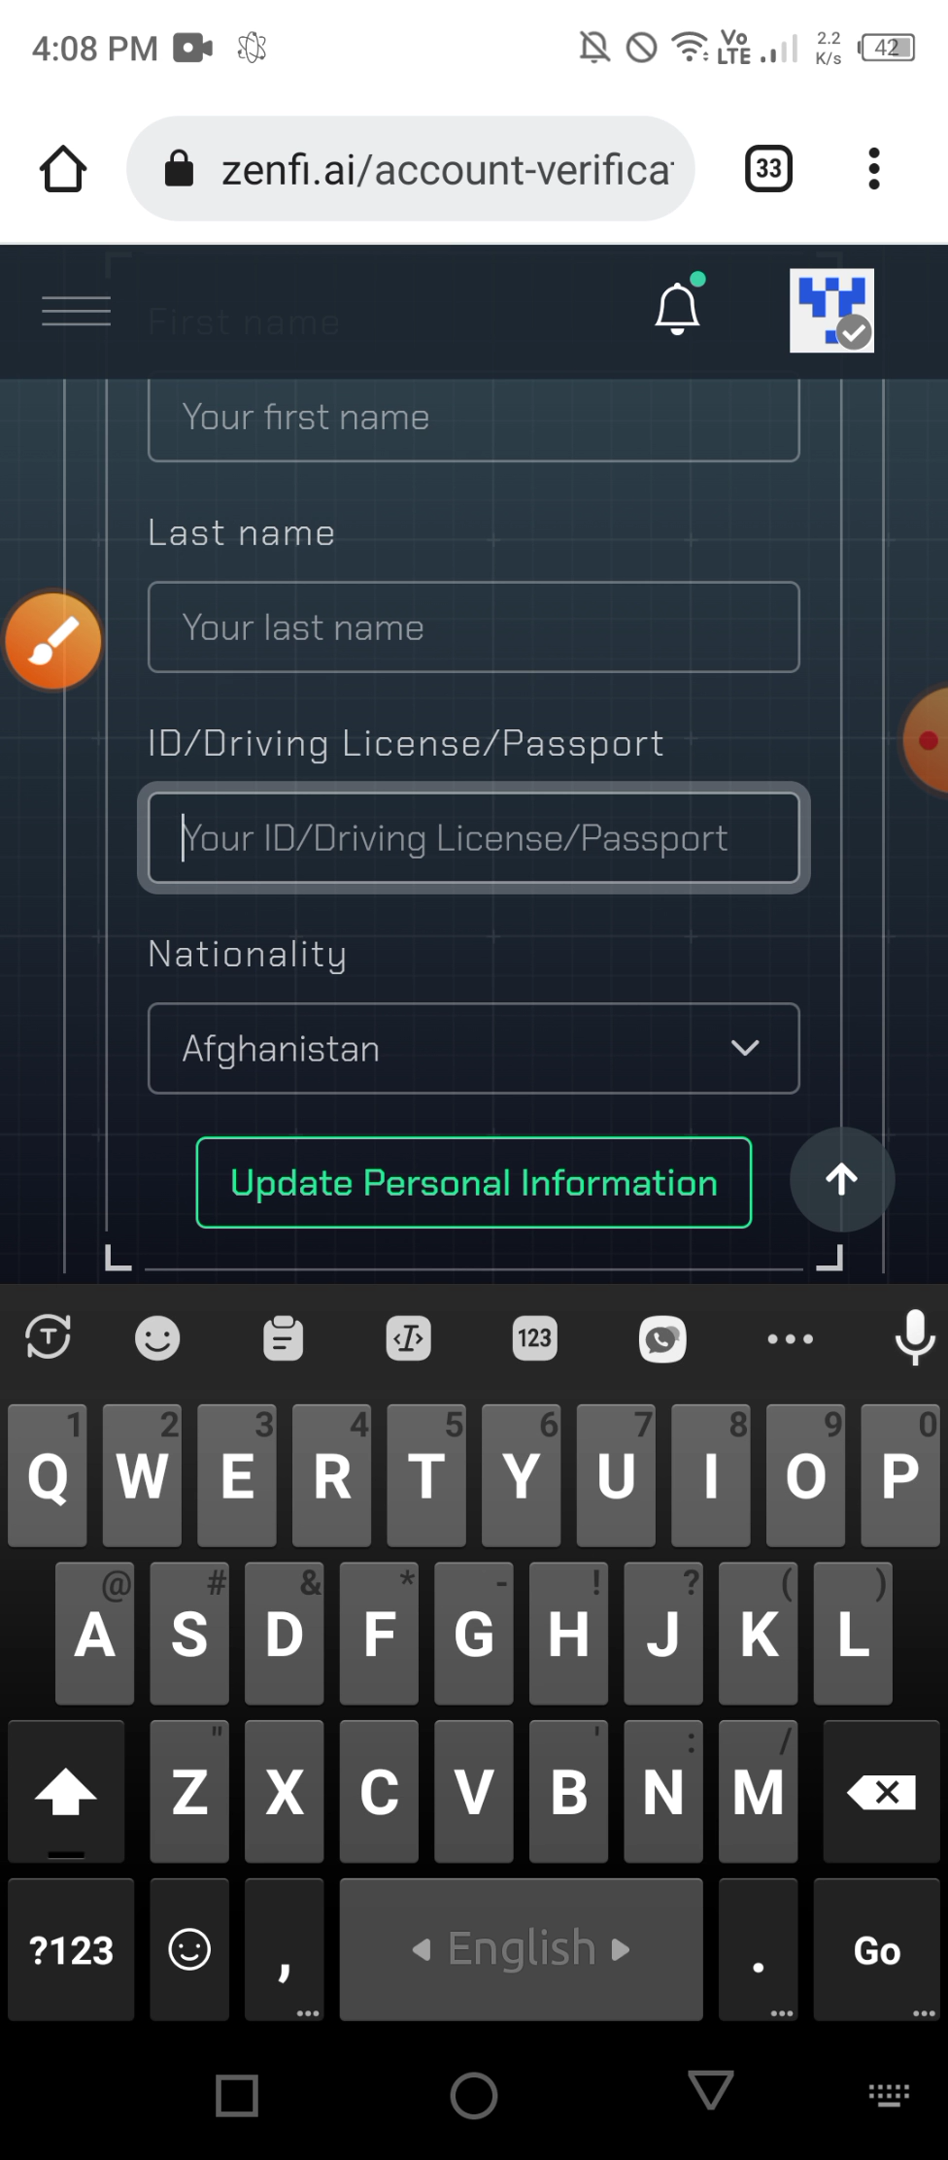 4:08 PM Vo LTE 2.2 K/s 42
zenfi.ai/account-verifica
33
First name
Your first name
Last name
Your last name
ID/Driving License/Passport
Your ID/Driving License/Passport
Nationality
Afghanistan
Update Personal Information
T 123
1 2 3 4 5 6 7 8 9 0
Q W E R T Y U I O P
@ # & * - ! ? ( )
A S D F G H J K L
" ' : /
Z X C V B N M
?123 , ◂ English ▸ . Go